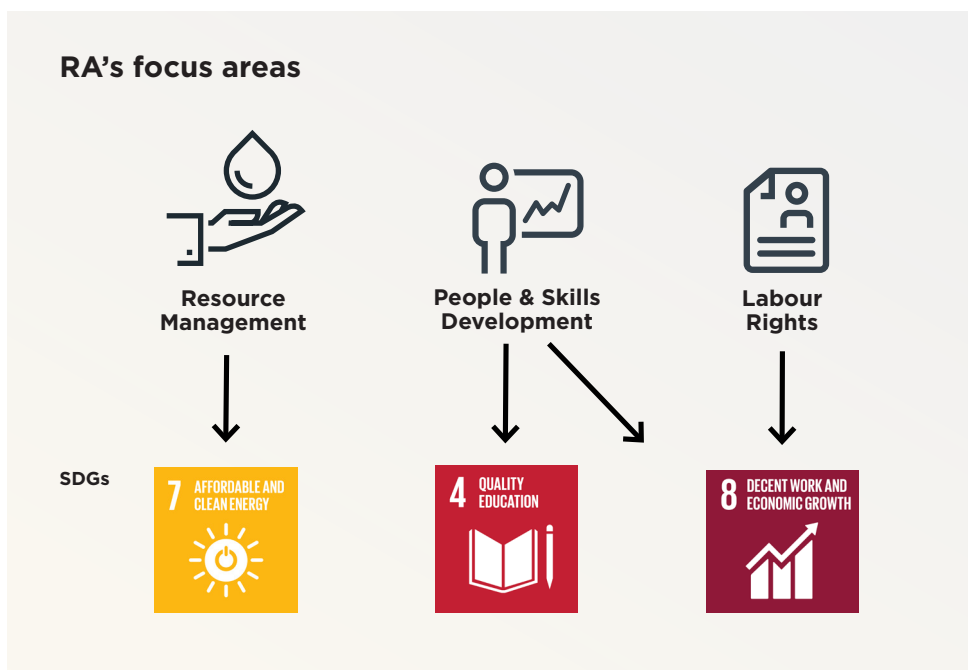 RA’s focus areas
Resource
Management
People & Skills
Development
Labour
Rights
SDGs
7 AFFORDABLE AND
CLEAN ENERGY
4 QUALITY
EDUCATION
8 DECENT WORK AND
ECONOMIC GROWTH